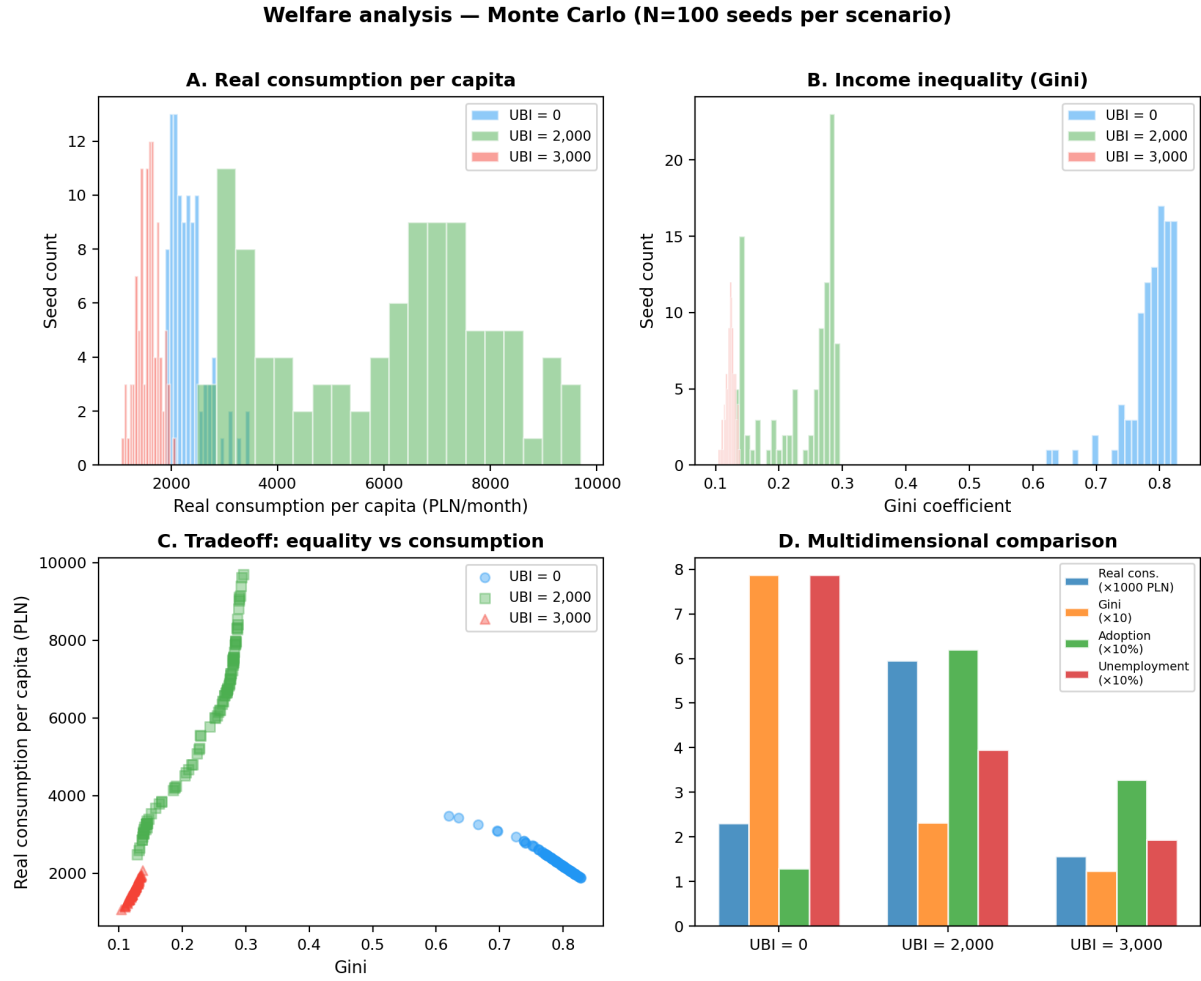 Welfare analysis — Monte Carlo (N=100 seeds per scenario)
A. Real consumption per capita
UBI = 0
UBI = 2,000
UBI = 3,000
Seed count
0
2
4
6
8
10
12
2000
4000
6000
8000
10000
Real consumption per capita (PLN/month)
B. Income inequality (Gini)
UBI = 0
UBI = 2,000
UBI = 3,000
Seed count
0
5
10
15
20
0.1
0.2
0.3
0.4
0.5
0.6
0.7
0.8
Gini coefficient
C. Tradeoff: equality vs consumption
UBI = 0
UBI = 2,000
UBI = 3,000
Real consumption per capita (PLN)
10000
8000
6000
4000
2000
0.1
0.2
0.3
0.4
0.5
0.6
0.7
0.8
Gini
D. Multidimensional comparison
Real cons.
(×1000 PLN)
Gini
(×10)
Adoption
(×10%)
Unemployment
(×10%)
8
7
6
5
4
3
2
1
0
UBI = 0
UBI = 2,000
UBI = 3,000